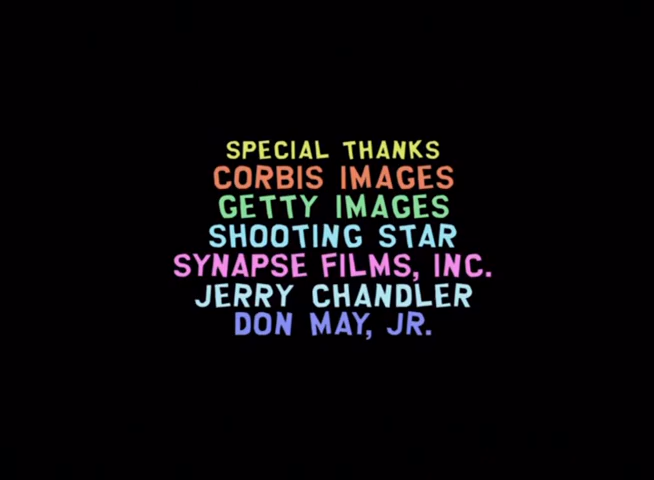 SPECIAL THANKS
CORBIS IMAGES
GETTY IMAGES
SHOOTING STAR
SYNAPSE FILMS, INC.
JERRY CHANDLER
DON MAY, JR.